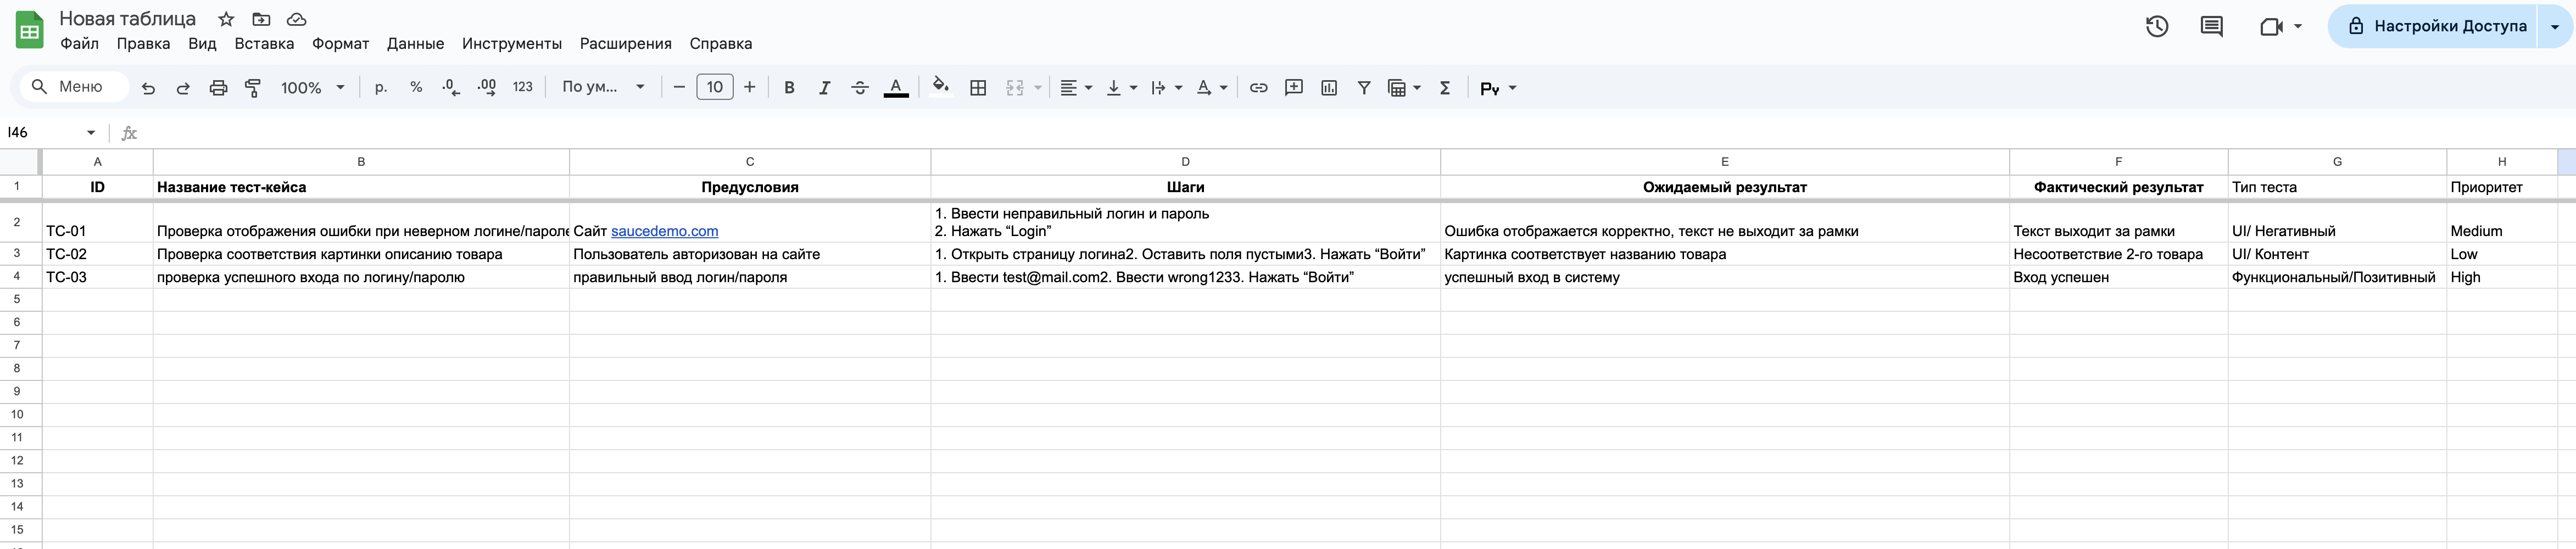 Новая таблица
Файл Правка Вид Вставка Формат Данные Инструменты Расширения Справка
Настройки Доступа
Меню 100% р. % .0 .00 123 По ум... − 10 + B I A Σ Py
I46 fx
A B C D E F G H
1 ID Название тест-кейса Предусловия Шаги Ожидаемый результат Фактический результат Тип теста Приоритет
1. Ввести неправильный логин и пароль
2 TC-01 Проверка отображения ошибки при неверном логине/пароле Сайт saucedemo.com 2. Нажать “Login” Ошибка отображается корректно, текст не выходит за рамки Текст выходит за рамки UI/ Негативный Medium
3 TC-02 Проверка соответствия картинки описанию товара Пользователь авторизован на сайте 1. Открыть страницу логина2. Оставить поля пустыми3. Нажать “Войти” Картинка соответствует названию товара Несоответствие 2-го товара UI/ Контент Low
4 TC-03 проверка успешного входа по логину/паролю правильный ввод логин/пароля 1. Ввести test@mail.com2. Ввести wrong1233. Нажать “Войти” успешный вход в систему Вход успешен Функциональный/Позитивный High
5
6
7
8
9
10
11
12
13
14
15